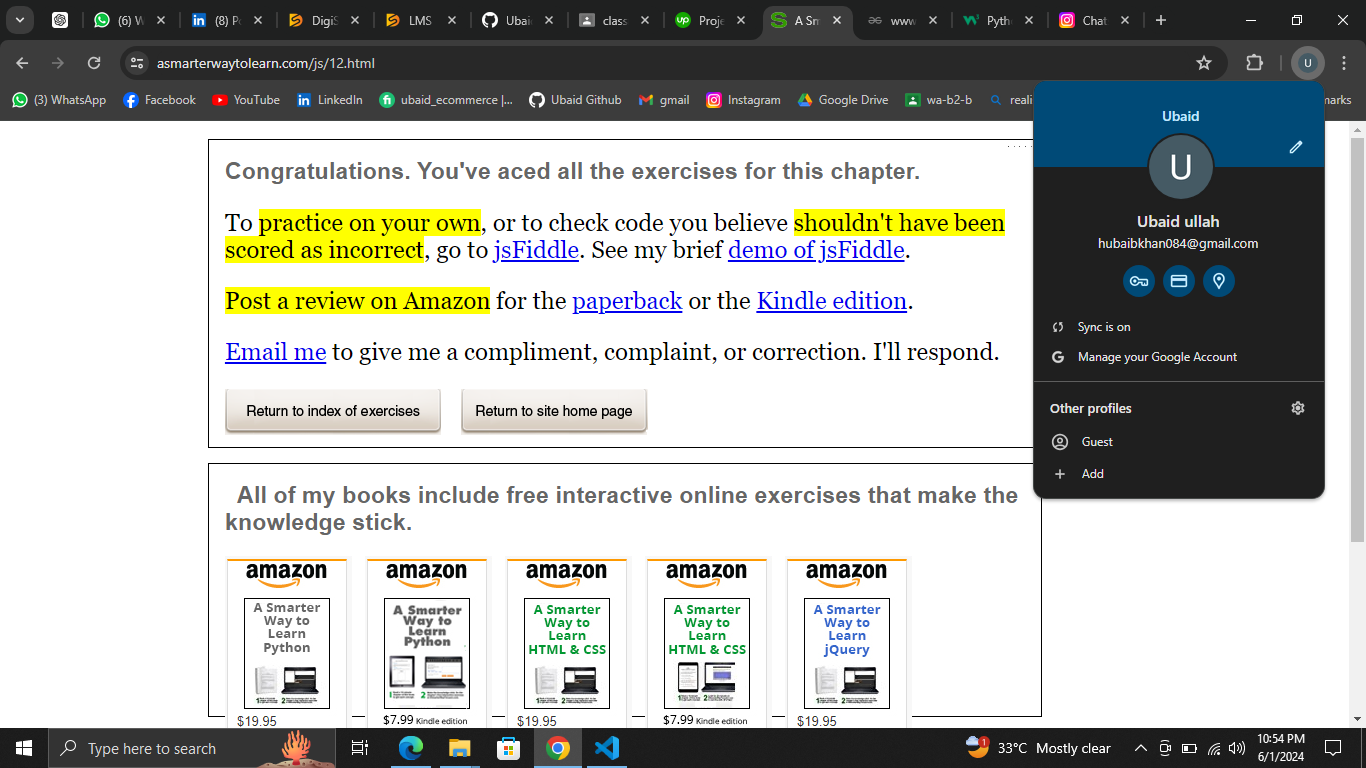 (6) W
(8) Po
DigiS
LMS
Ubaid
class
Proje
A Sm
www
Pytho
Chat
asmarterwaytolearn.com/js/12.html
U
(3) WhatsApp
Facebook
YouTube
LinkedIn
ubaid_ecommerce |...
Ubaid Github
gmail
Instagram
Google Drive
wa-b2-b
reali
marks
Congratulations. You've aced all the exercises for this chapter.
To practice on your own, or to check code you believe shouldn't have been
scored as incorrect, go to jsFiddle. See my brief demo of jsFiddle.
Post a review on Amazon for the paperback or the Kindle edition.
Email me to give me a compliment, complaint, or correction. I'll respond.
Return to index of exercises
Return to site home page
Ubaid
U
Ubaid ullah
hubaibkhan084@gmail.com
Sync is on
Manage your Google Account
Other profiles
Guest
Add
All of my books include free interactive online exercises that make the
knowledge stick.
amazon
A Smarter
Way to
Learn
Python
$19.95
amazon
A Smarter
Way to
Learn
Python
$7.99 Kindle edition
amazon
A Smarter
Way to
Learn
HTML & CSS
$19.95
amazon
A Smarter
Way to
Learn
HTML & CSS
$7.99 Kindle edition
amazon
A Smarter
Way to
Learn
jQuery
$19.95
Type here to search
1
33°C Mostly clear
10:54 PM
6/1/2024